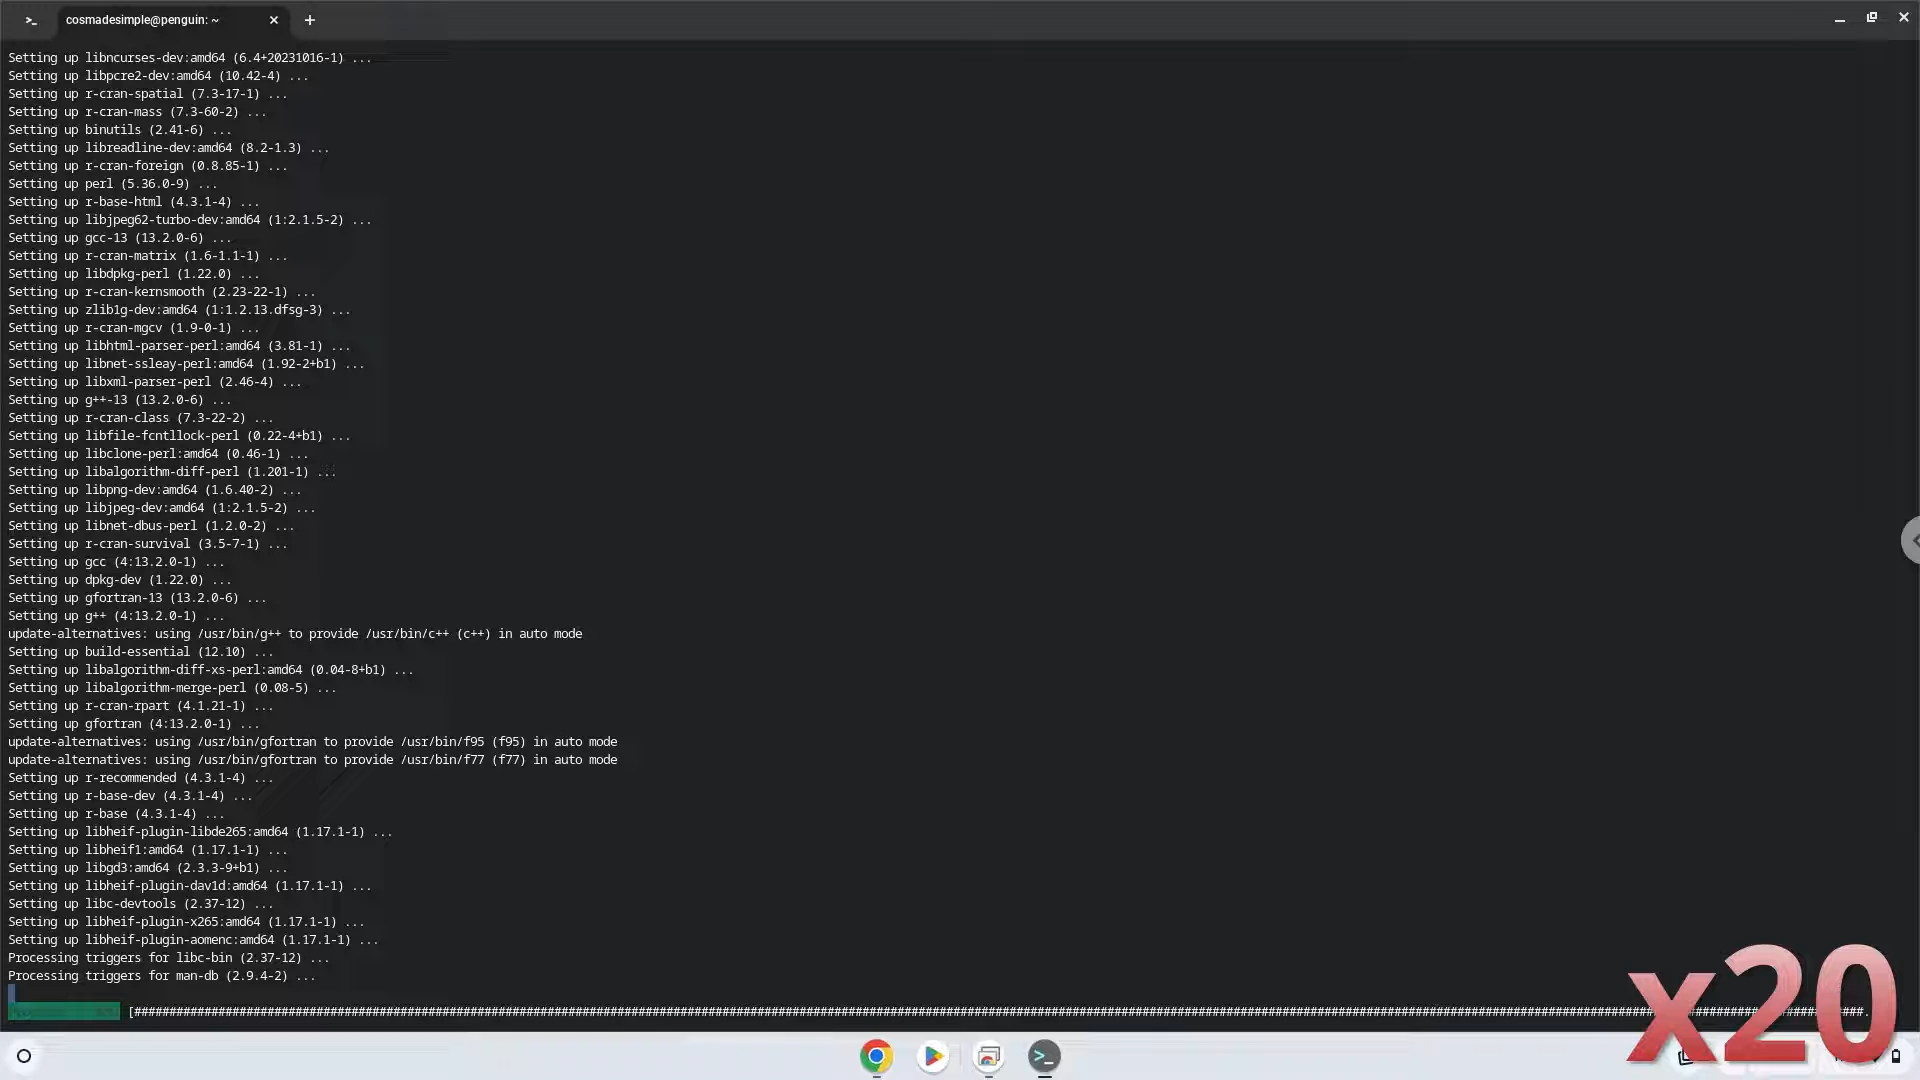 >_
cosmadesimple@penguin: ~
Setting up libncurses-dev:amd64 (6.4+20231016-1) ...
Setting up libpcre2-dev:amd64 (10.42-4) ...
Setting up r-cran-spatial (7.3-17-1) ...
Setting up r-cran-mass (7.3-60-2) ...
Setting up binutils (2.41-6) ...
Setting up libreadline-dev:amd64 (8.2-1.3) ...
Setting up r-cran-foreign (0.8.85-1) ...
Setting up perl (5.36.0-9) ...
Setting up r-base-html (4.3.1-4) ...
Setting up libjpeg62-turbo-dev:amd64 (1:2.1.5-2) ...
Setting up gcc-13 (13.2.0-6) ...
Setting up r-cran-matrix (1.6-1.1-1) ...
Setting up libdpkg-perl (1.22.0) ...
Setting up r-cran-kernsmooth (2.23-22-1) ...
Setting up zlib1g-dev:amd64 (1:1.2.13.dfsg-3) ...
Setting up r-cran-mgcv (1.9-0-1) ...
Setting up libhtml-parser-perl:amd64 (3.81-1) ...
Setting up libnet-ssleay-perl:amd64 (1.92-2+b1) ...
Setting up libxml-parser-perl (2.46-4) ...
Setting up g++-13 (13.2.0-6) ...
Setting up r-cran-class (7.3-22-2) ...
Setting up libfile-fcntllock-perl (0.22-4+b1) ...
Setting up libclone-perl:amd64 (0.46-1) ...
Setting up libalgorithm-diff-perl (1.201-1) ...
Setting up libpng-dev:amd64 (1.6.40-2) ...
Setting up libjpeg-dev:amd64 (1:2.1.5-2) ...
Setting up libnet-dbus-perl (1.2.0-2) ...
Setting up r-cran-survival (3.5-7-1) ...
Setting up gcc (4:13.2.0-1) ...
Setting up dpkg-dev (1.22.0) ...
Setting up gfortran-13 (13.2.0-6) ...
Setting up g++ (4:13.2.0-1) ...
update-alternatives: using /usr/bin/g++ to provide /usr/bin/c++ (c++) in auto mode
Setting up build-essential (12.10) ...
Setting up libalgorithm-diff-xs-perl:amd64 (0.04-8+b1) ...
Setting up libalgorithm-merge-perl (0.08-5) ...
Setting up r-cran-rpart (4.1.21-1) ...
Setting up gfortran (4:13.2.0-1) ...
update-alternatives: using /usr/bin/gfortran to provide /usr/bin/f95 (f95) in auto mode
update-alternatives: using /usr/bin/gfortran to provide /usr/bin/f77 (f77) in auto mode
Setting up r-recommended (4.3.1-4) ...
Setting up r-base-dev (4.3.1-4) ...
Setting up r-base (4.3.1-4) ...
Setting up libheif-plugin-libde265:amd64 (1.17.1-1) ...
Setting up libheif1:amd64 (1.17.1-1) ...
Setting up libgd3:amd64 (2.3.3-9+b1) ...
Setting up libheif-plugin-dav1d:amd64 (1.17.1-1) ...
Setting up libc-devtools (2.37-12) ...
Setting up libheif-plugin-x265:amd64 (1.17.1-1) ...
Setting up libheif-plugin-aomenc:amd64 (1.17.1-1) ...
Processing triggers for libc-bin (2.37-12) ...
Processing triggers for man-db (2.9.4-2) ...
x20